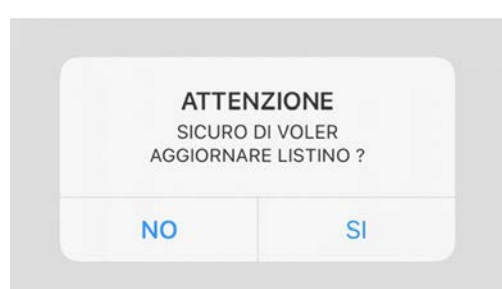 ATTENZIONE
SICURO DI VOLER
AGGIORNARE LISTINO ?
NO
SI